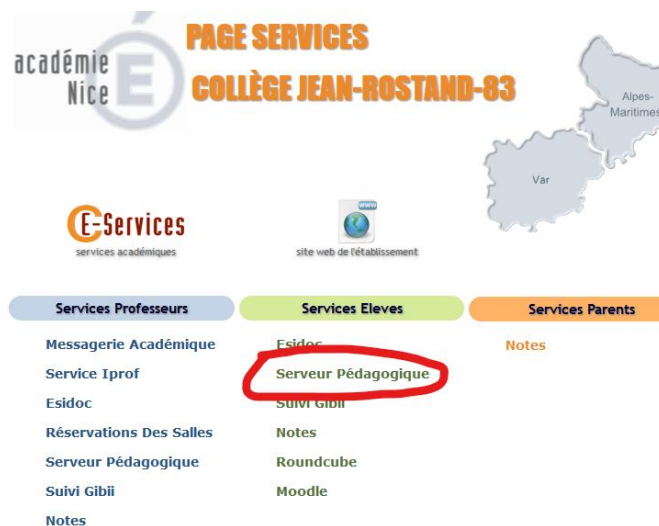 PAGE SERVICES
académie
Nice
COLLÈGE JEAN-ROSTAND-83
Alpes-
Maritimes
Var
E-Services
services académiques
www
site web de l'établissement
Services Professeurs
Services Eleves
Services Parents
Messagerie Académique
Esidoc
Notes
Service Iprof
Serveur Pédagogique
Esidoc
Suivi Gibii
Réservations Des Salles
Notes
Serveur Pédagogique
Roundcube
Suivi Gibii
Moodle
Notes